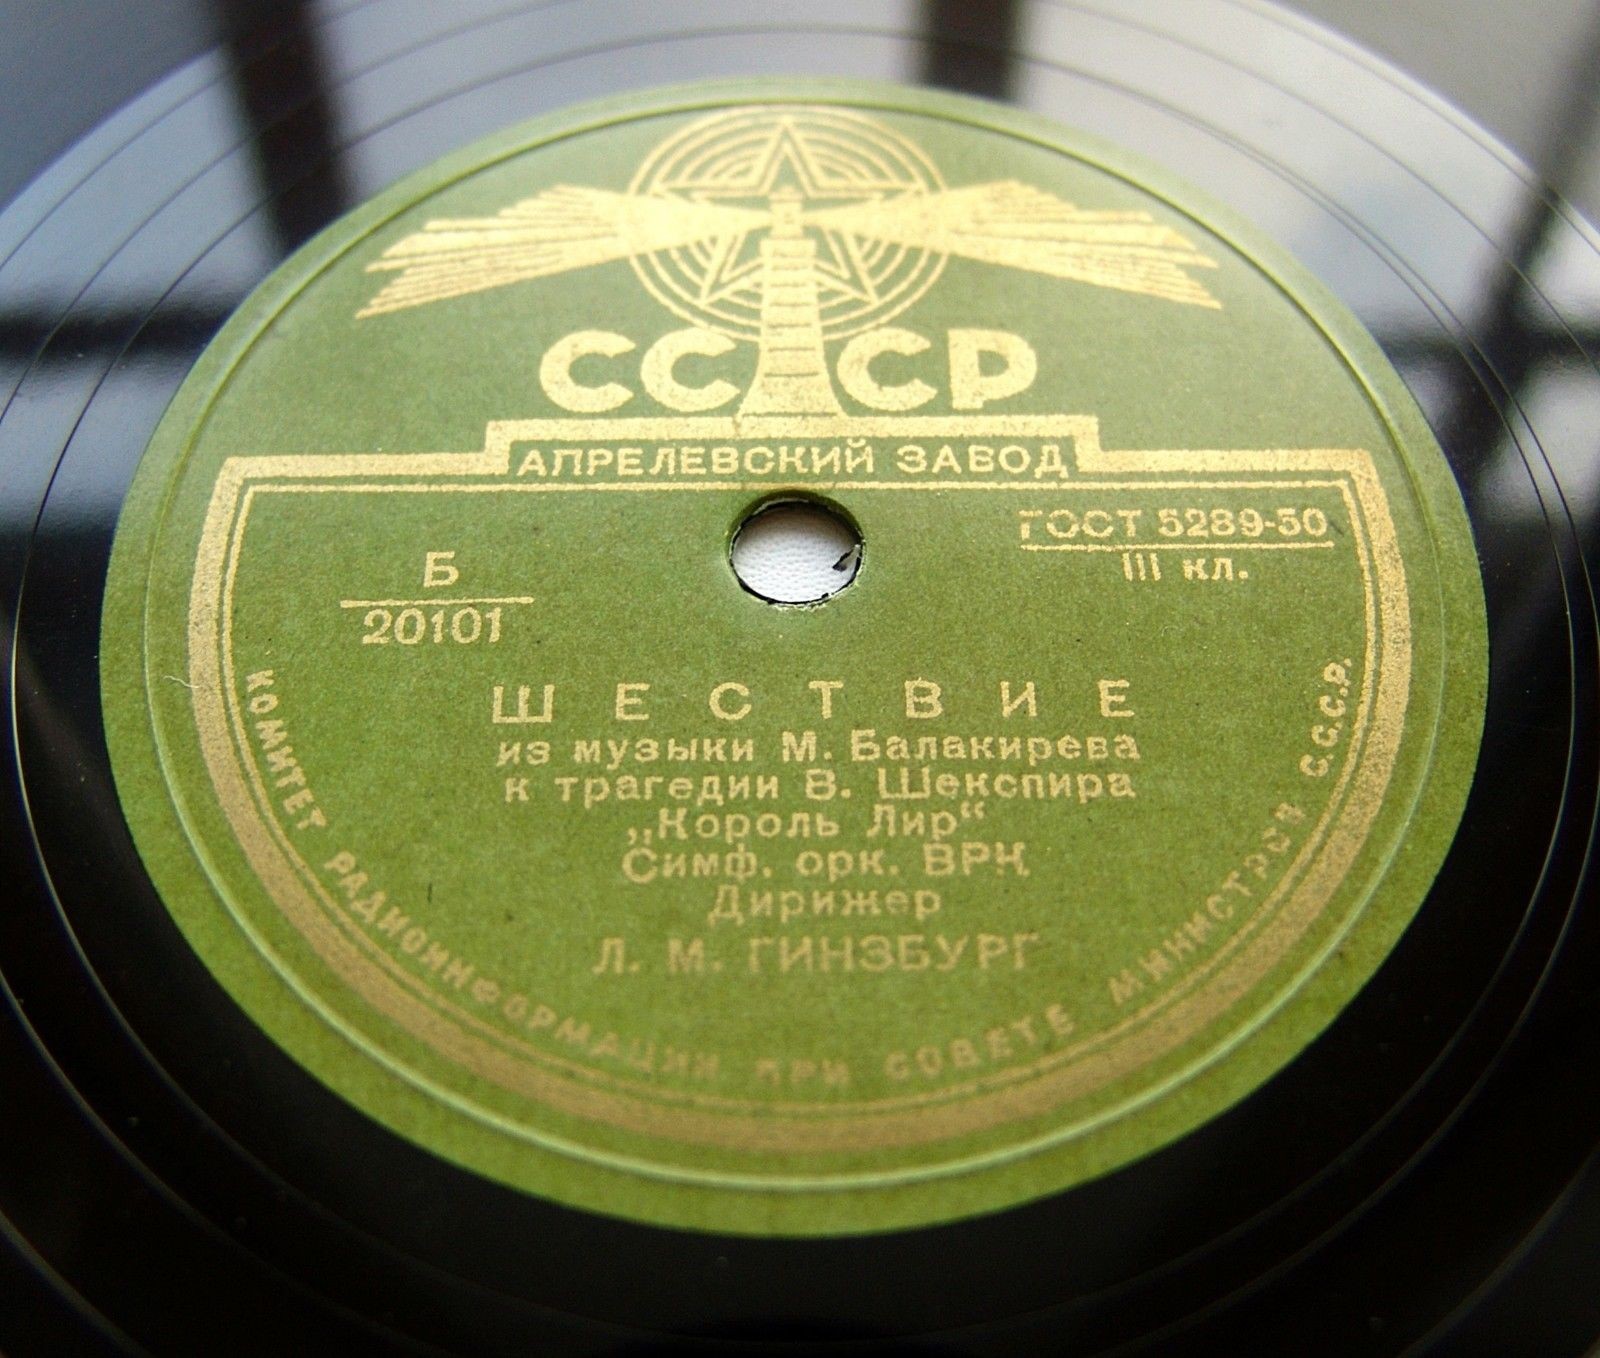 СССР
АПРЕЛЕВСКИЙ ЗАВОД
ГОСТ 5289-50
III кл.
Б
20101
ШЕСТВИЕ
из музыки М. Балакирева
к трагедии В. Шекспира
„Король Лир“
Симф. орк. ВРК
Дирижер
Л. М. ГИНЗБУРГ
КОМИТЕТ РАДИОИНФОРМАЦИИ ПРИ СОВЕТЕ МИНИСТРОВ С.С.С.Р.